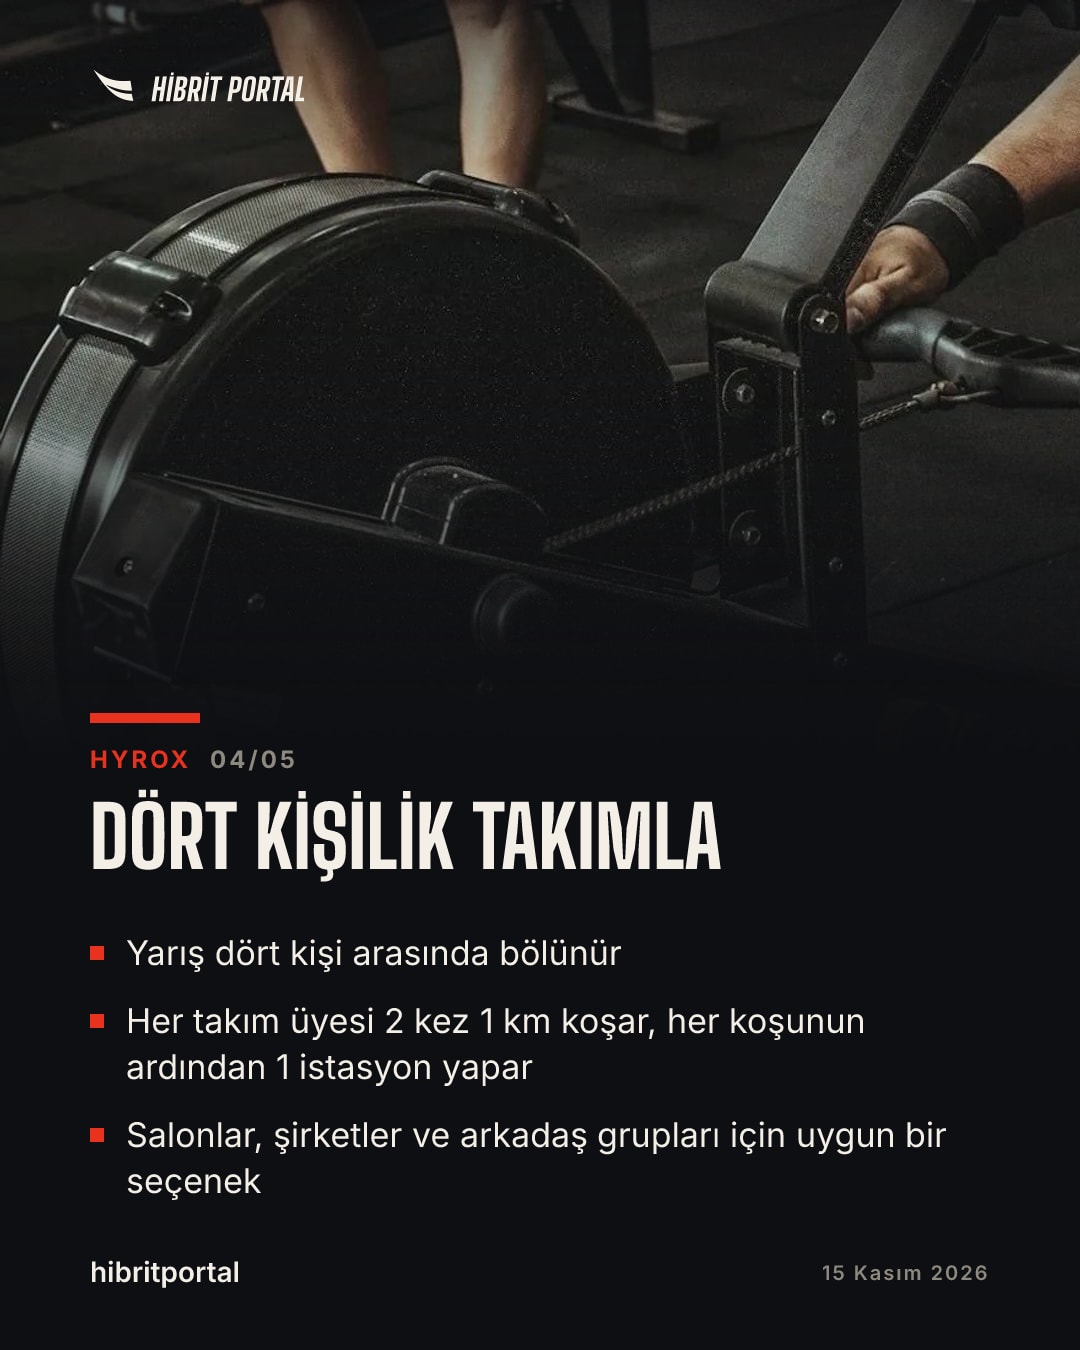 HİBRİT PORTAL
HYROX 04/05
DÖRT KİŞİLİK TAKIMLA
Yarış dört kişi arasında bölünür
Her takım üyesi 2 kez 1 km koşar, her koşunun
ardından 1 istasyon yapar
Salonlar, şirketler ve arkadaş grupları için uygun bir
seçenek
hibritportal
15 Kasım 2026